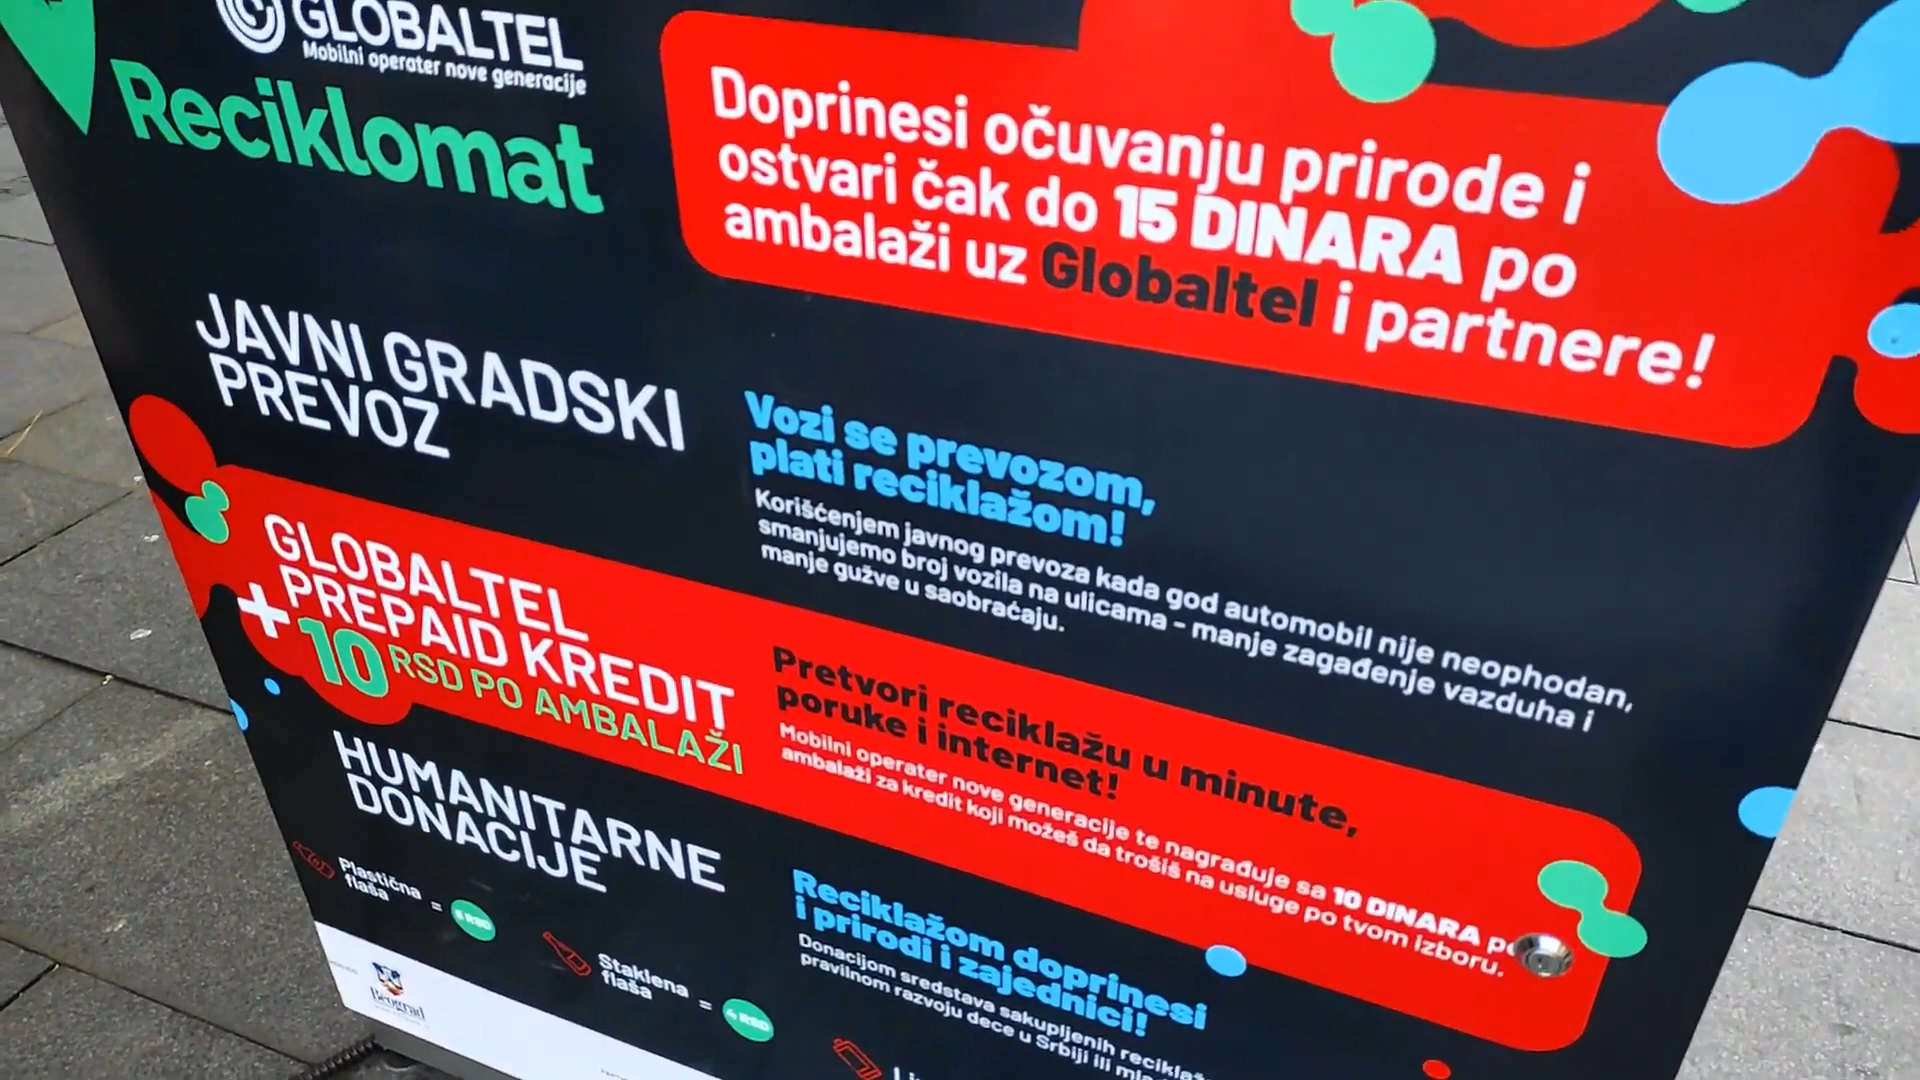 GLOBALTEL
Mobilni operater nove generacije
Reciklomat
Doprinesi očuvanju prirode i
ostvari čak do 15 DINARA po
ambalaži uz Globaltel i partnere!
JAVNI GRADSKI
PREVOZ
Vozi se prevozom,
plati reciklažom!
Korišćenjem javnog prevoza kada god automobil nije neophodan,
smanjujemo broj vozila na ulicama - manje zagađenje vazduha i
manje gužve u saobraćaju.
GLOBALTEL
PREPAID KREDIT
+10 RSD PO AMBALAŽI
Pretvori reciklažu u minute,
poruke i internet!
Mobilni operater nove generacije te nagrađuje sa 10 DINARA po
ambalaži za kredit koji možeš da trošiš na usluge po tvom izboru.
HUMANITARNE
DONACIJE
Reciklažom doprinesi
i prirodi i zajednici!
Donacijom sredstava sakupljenih
pravilnom razvoju dece u Srbiji ili
Plastična
flaša
=
5 RSD
Staklena
flaša
=
4 RSD
Beograd